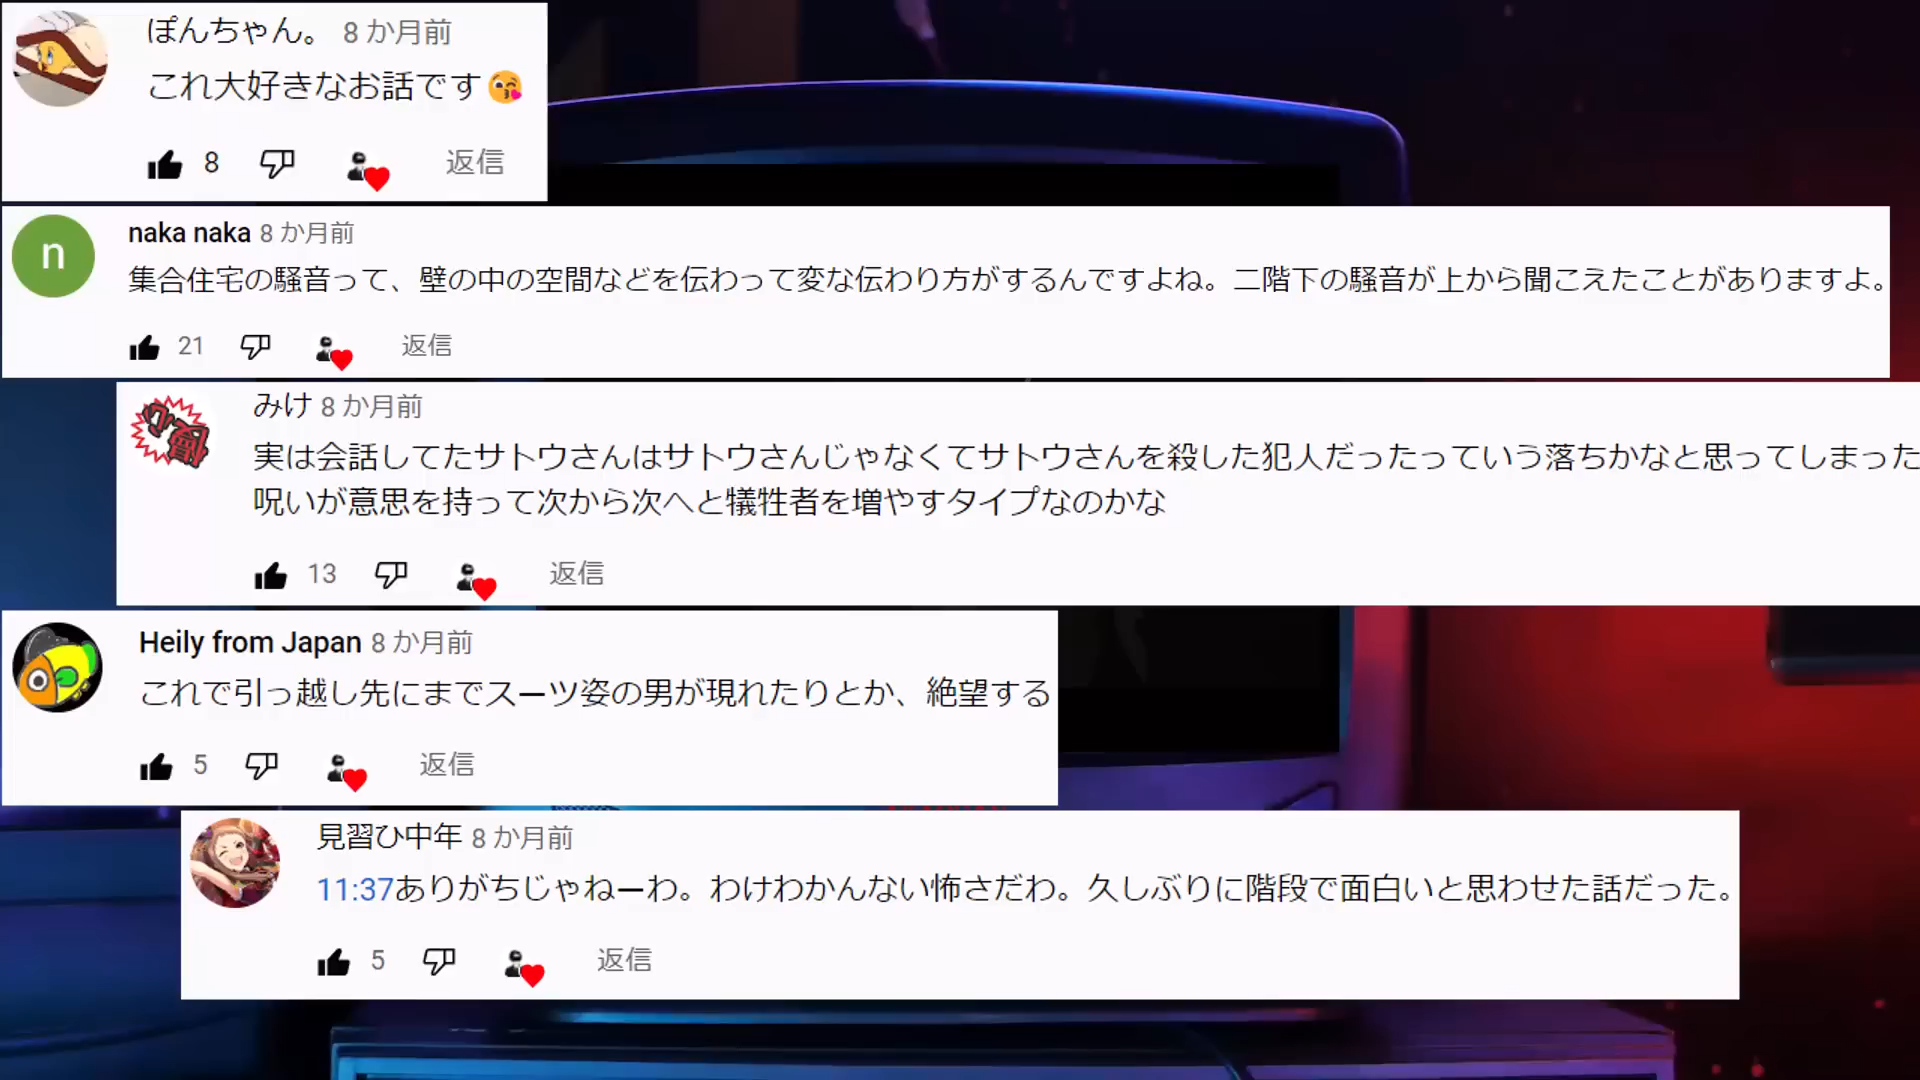 ぽんちゃん。 8 か月前
これ大好きなお話です😘
8 返信
n
naka naka 8 か月前
集合住宅の騒音って、壁の中の空間などを伝わって変な伝わり方がするんですよね。二階下の騒音が上から聞こえたことがありますよ。
21 返信
慢心
みけ 8 か月前
実は会話してたサトウさんはサトウさんじゃなくてサトウさんを殺した犯人だったっていう落ちかなと思ってしまった
呪いが意思を持って次から次へと犠牲者を増やすタイプなのかな
13 返信
Heily from Japan 8 か月前
これで引っ越し先にまでスーツ姿の男が現れたりとか、絶望する
5 返信
見習ひ中年 8 か月前
11:37ありがちじゃねーわ。わけわかんない怖さだわ。久しぶりに階段で面白いと思わせた話だった。
5 返信